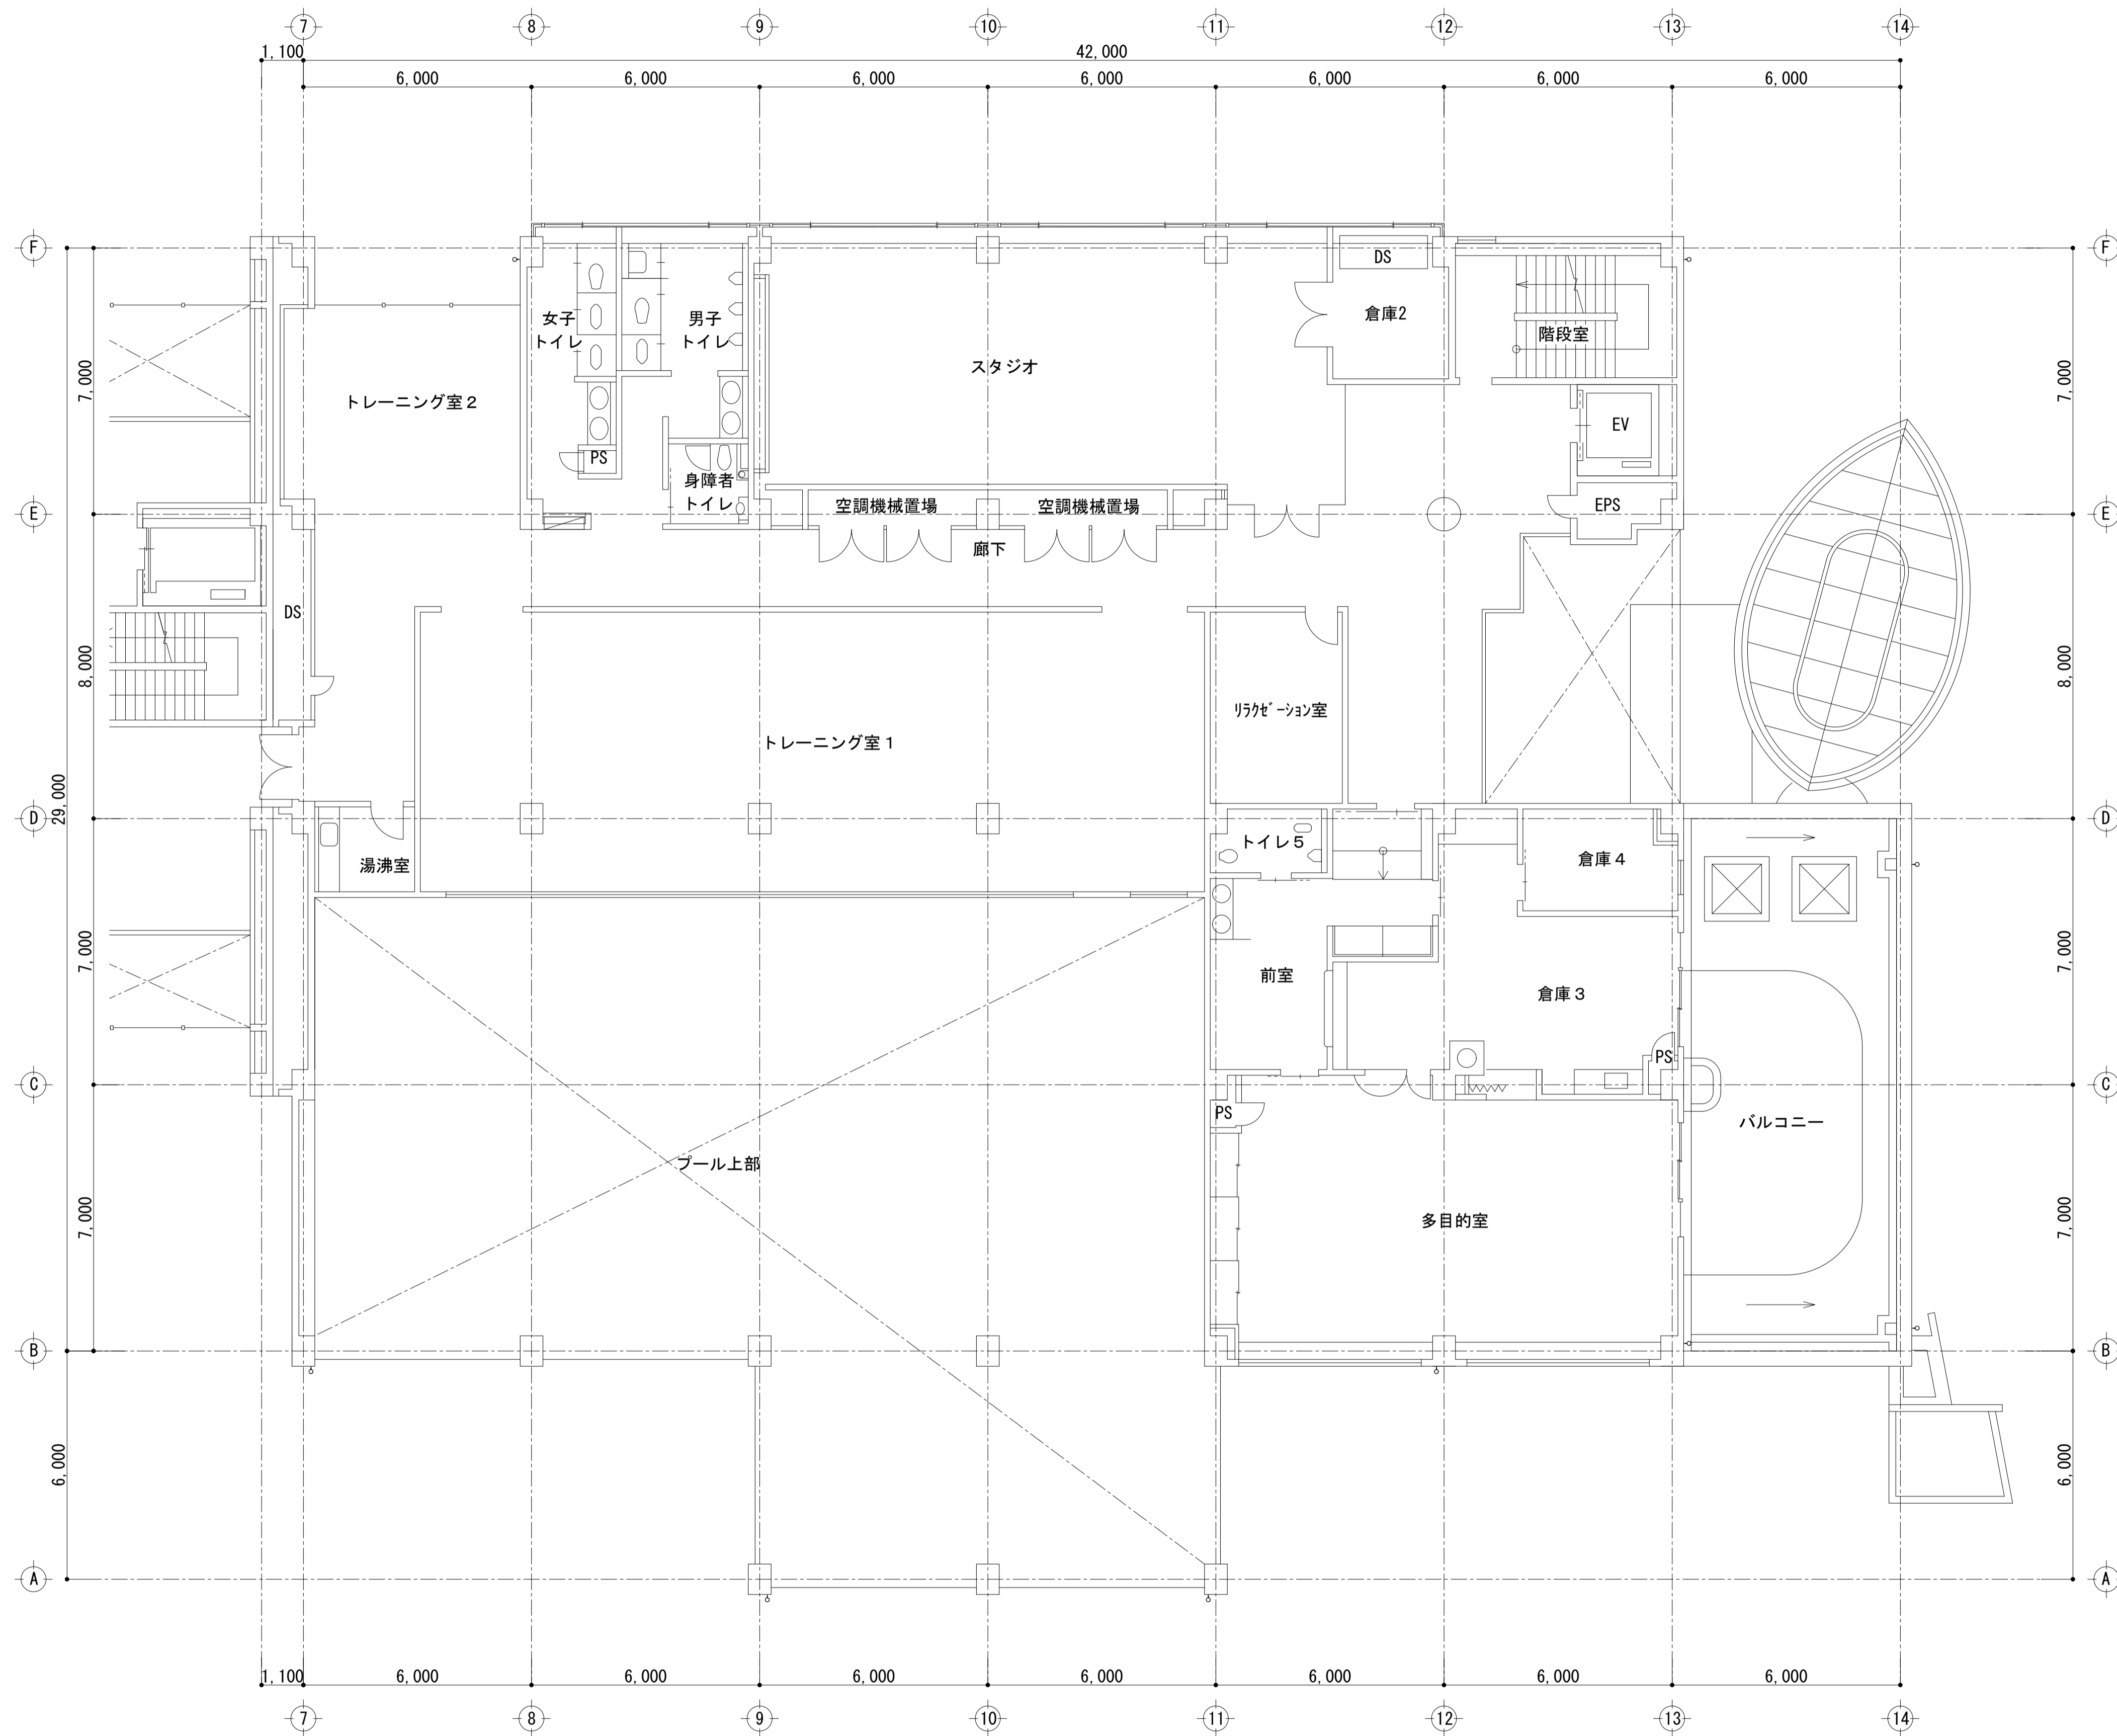 7 8 9 10 11 12 13 14
1,100 42,000
6,000 6,000 6,000 6,000 6,000 6,000 6,000
F F
DS
倉庫2
女子
トイレ
男子
トイレ
階段室
スタジオ
7,000 7,000
トレーニング室2
EV
PS
身障者
トイレ
空調機械置場 空調機械置場
EPS
E E
廊下
DS
8,000 8,000
リラクゼーション室
トレーニング室1
29,000
D D
湯沸室
トイレ5
倉庫4
7,000 7,000
前室
倉庫3
PS
C C
PS
バルコニー
プール上部
7,000 7,000
多目的室
B B
6,000 6,000
A A
1,100 6,000 6,000 6,000 6,000 6,000 6,000 6,000
7 8 9 10 11 12 13 14